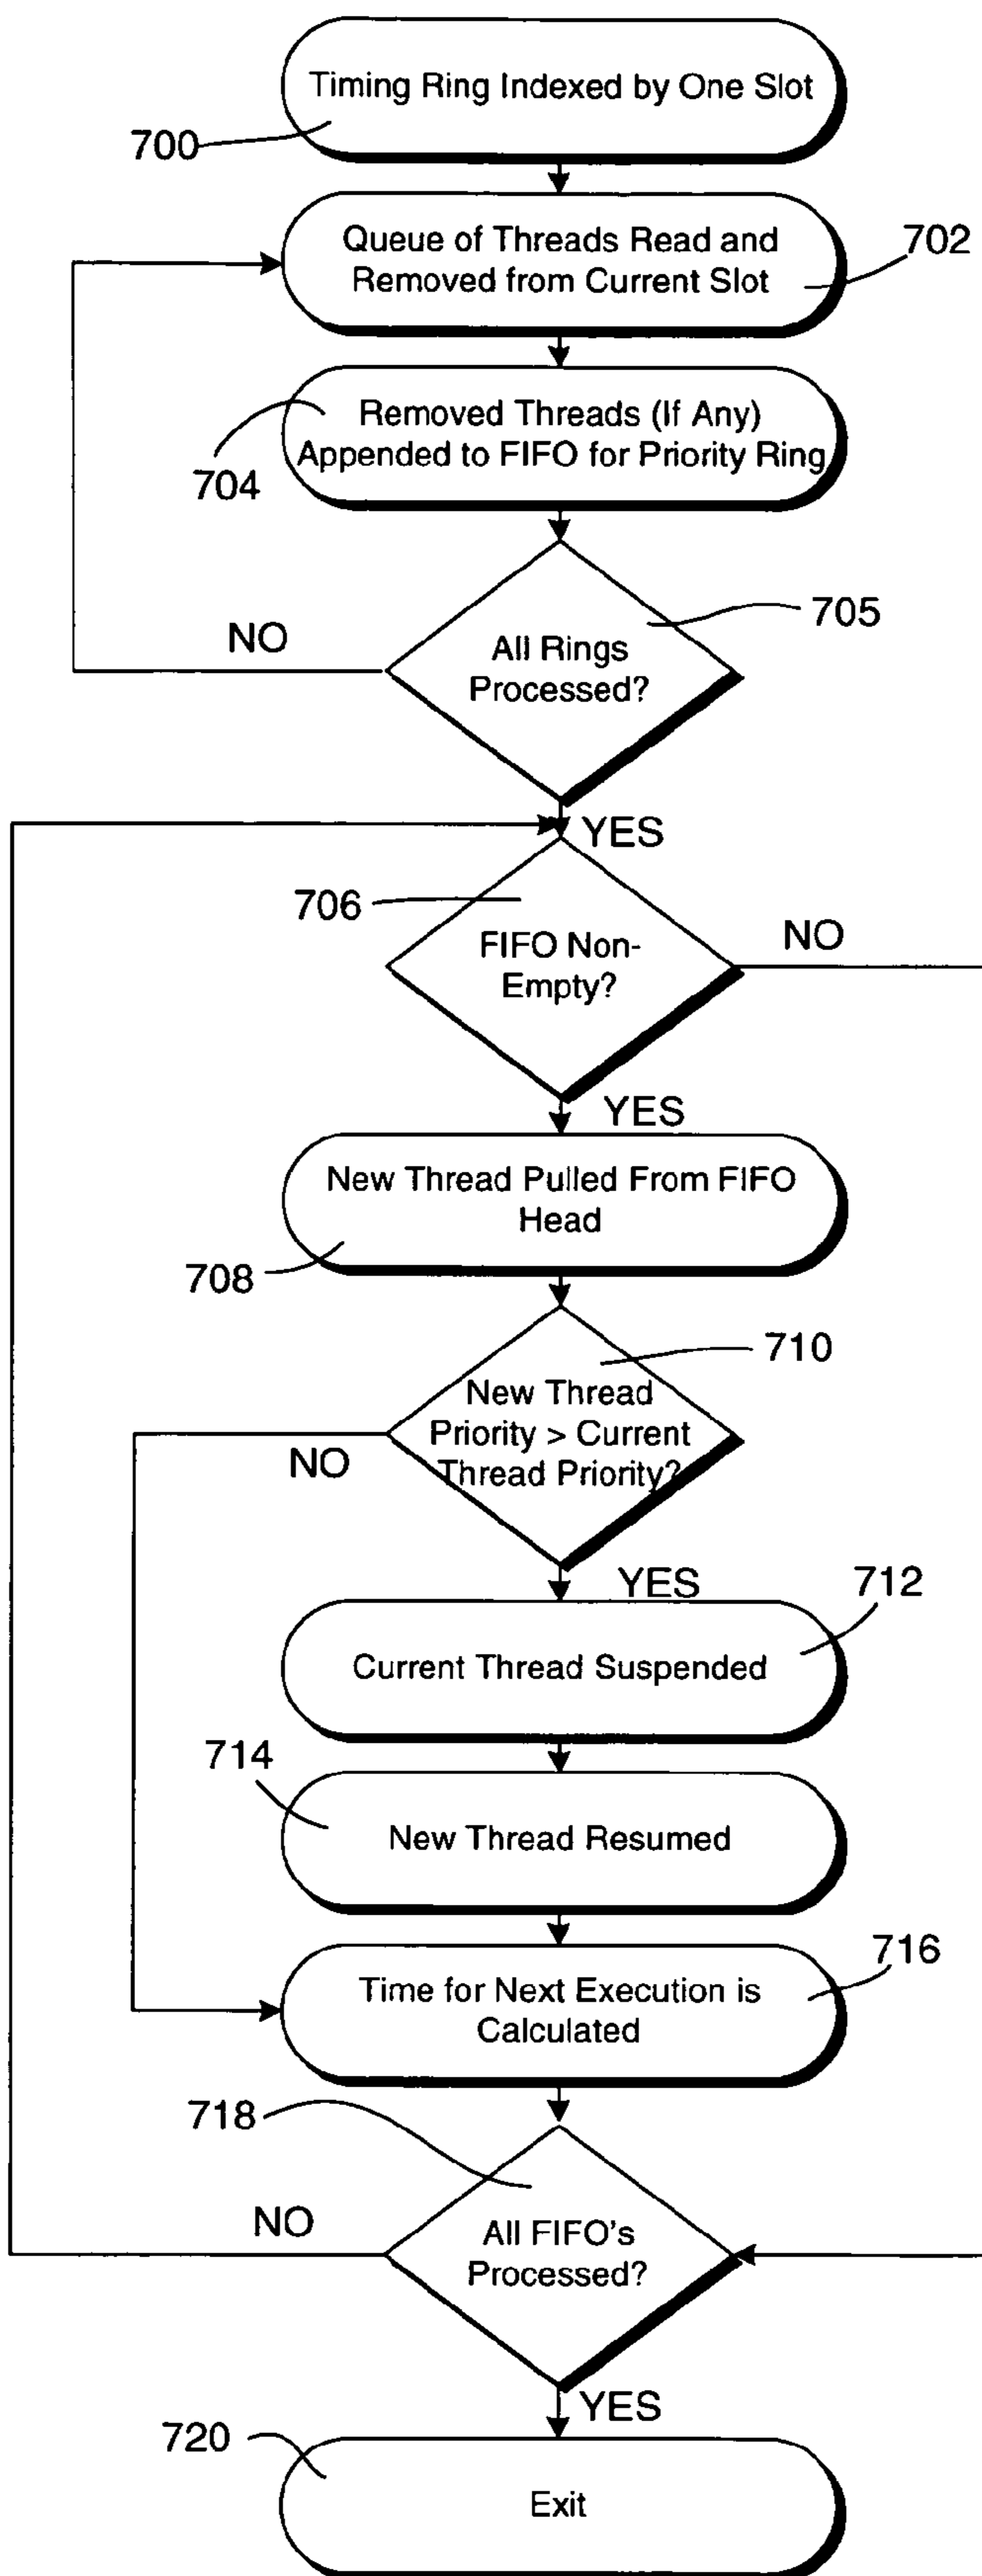 Timing Ring Indexed by One Slot
700
Queue of Threads Read and
Removed from Current Slot
702
Removed Threads (If Any)
Appended to FIFO for Priority Ring
704
705
All Rings
Processed?
NO
YES
706
FIFO Non-
Empty?
NO
YES
New Thread Pulled From FIFO
Head
708
710
New Thread
Priority > Current
Thread Priority?
NO
YES
712
Current Thread Suspended
714
New Thread Resumed
716
Time for Next Execution is
Calculated
718
All FIFO's
Processed?
NO
YES
720
Exit